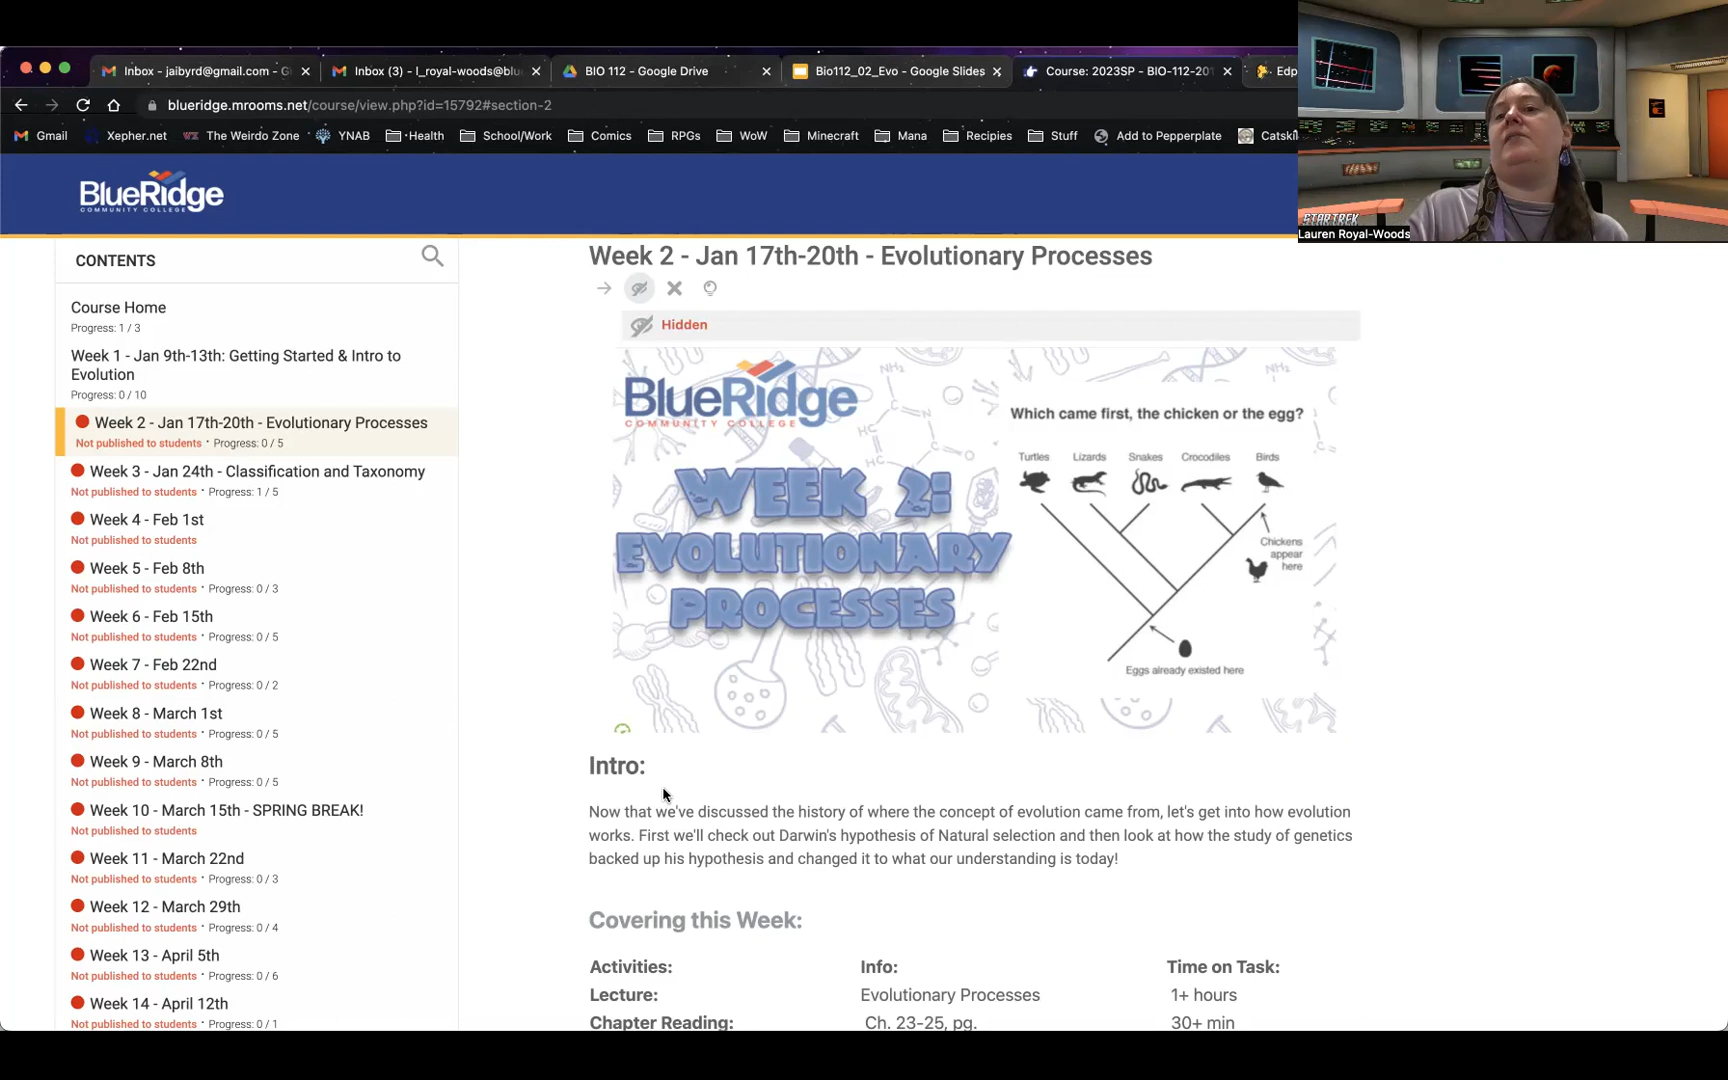 Inbox - jaibyrd@gmail.com - G
Inbox (3) - l_royal-woods@blu
BIO 112 - Google Drive
Bio112_02_Evo - Google Slides
Course: 2023SP - BIO-112-201
Edp
blueridge.mrooms.net/course/view.php?id=15792#section-2
Gmail
Xepher.net
The Weirdo Zone
YNAB
Health
School/Work
Comics
RPGs
WoW
Minecraft
Mana
Recipies
Stuff
Add to Pepperplate
Catski
STAR TREK
Lauren Royal-Woods
BlueRidge
COMMUNITY COLLEGE
CONTENTS
Course Home
Progress: 1 / 3
Week 1 - Jan 9th-13th: Getting Started & Intro to
Evolution
Progress: 0 / 10
Week 2 - Jan 17th-20th - Evolutionary Processes
Not published to students · Progress: 0 / 5
Week 3 - Jan 24th - Classification and Taxonomy
Not published to students · Progress: 1 / 5
Week 4 - Feb 1st
Not published to students
Week 5 - Feb 8th
Not published to students · Progress: 0 / 3
Week 6 - Feb 15th
Not published to students · Progress: 0 / 5
Week 7 - Feb 22nd
Not published to students · Progress: 0 / 2
Week 8 - March 1st
Not published to students · Progress: 0 / 5
Week 9 - March 8th
Not published to students · Progress: 0 / 5
Week 10 - March 15th - SPRING BREAK!
Not published to students
Week 11 - March 22nd
Not published to students · Progress: 0 / 3
Week 12 - March 29th
Not published to students · Progress: 0 / 4
Week 13 - April 5th
Not published to students · Progress: 0 / 6
Week 14 - April 12th
Not published to students · Progress: 0 / 1
Week 2 - Jan 17th-20th - Evolutionary Processes
Hidden
BlueRidge
COMMUNITY COLLEGE
WEEK 2:
EVOLUTIONARY
PROCESSES
NH2
Which came first, the chicken or the egg?
Turtles
Lizards
Snakes
Crocodiles
Birds
Chickens
appear
here
Eggs already existed here
Intro:
Now that we've discussed the history of where the concept of evolution came from, let's get into how evolution
works. First we'll check out Darwin's hypothesis of Natural selection and then look at how the study of genetics
backed up his hypothesis and changed it to what our understanding is today!
Covering this Week:
Activities: Info: Time on Task:
Lecture: Evolutionary Processes 1+ hours
Chapter Reading: Ch. 23-25, pg. 30+ min